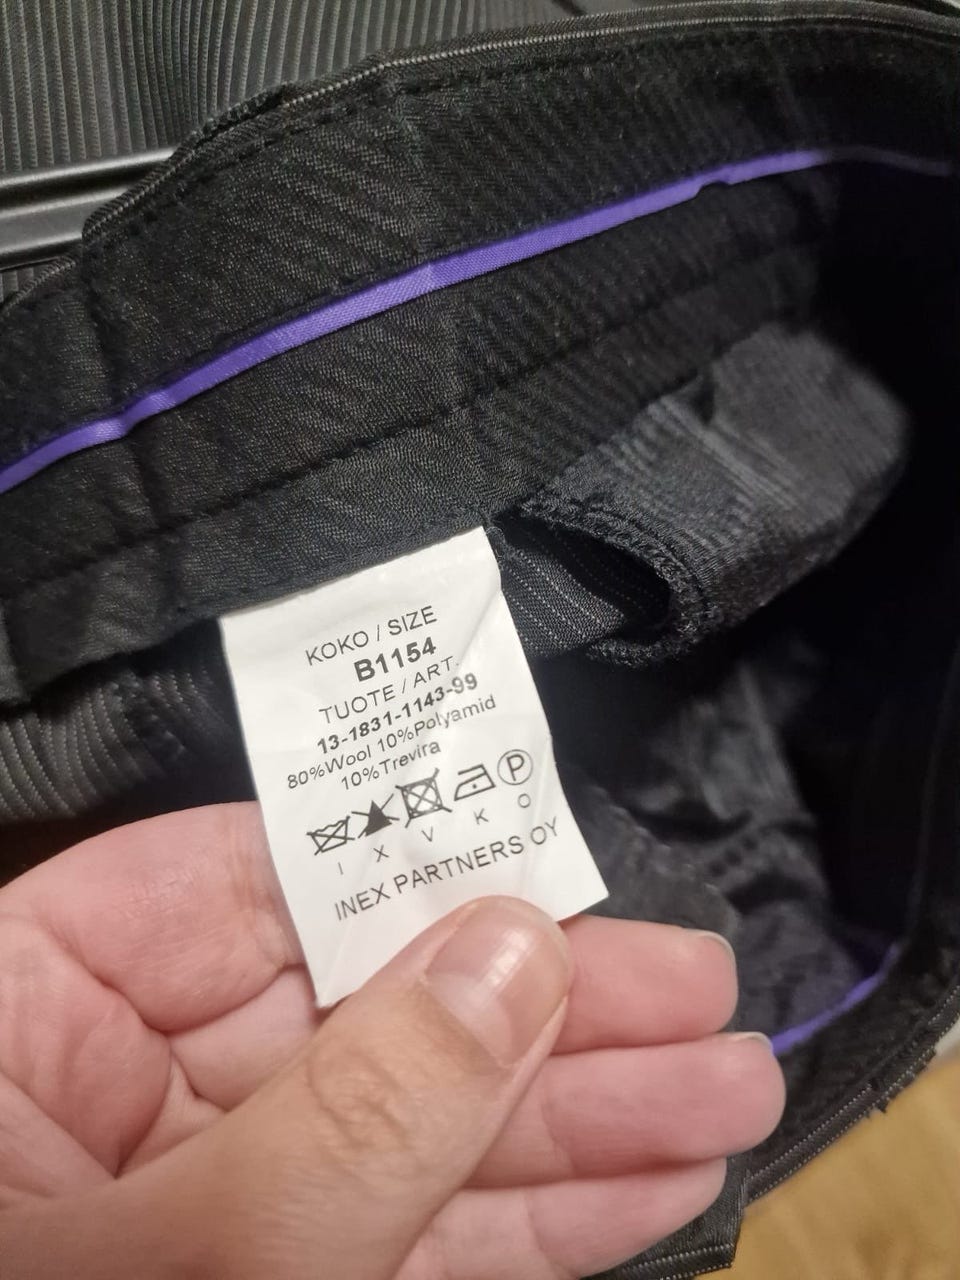 KOKO / SIZE
B1154
TUOTE / ART.
13-1831-1143-99
80%Wool 10%Polyamid
10%Trevira
P
I X V K O
INEX PARTNERS OY